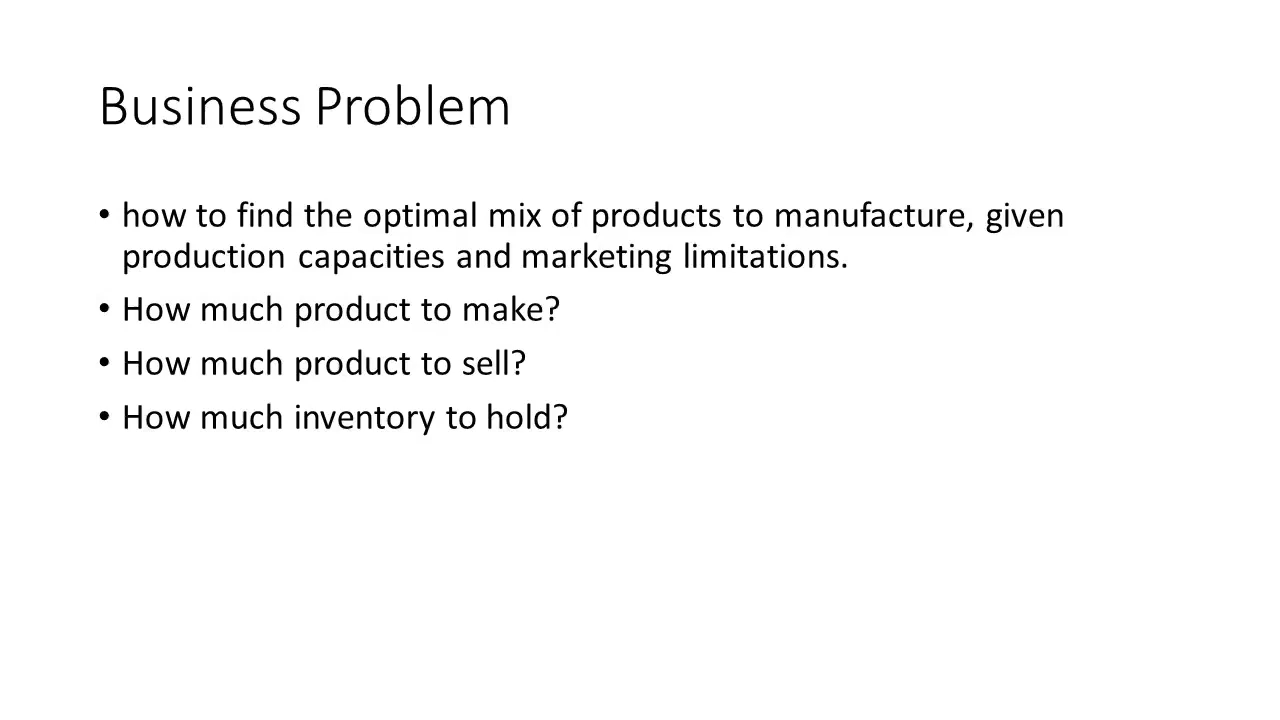 Business Problem
• how to find the optimal mix of products to manufacture, given
production capacities and marketing limitations.
• How much product to make?
• How much product to sell?
• How much inventory to hold?